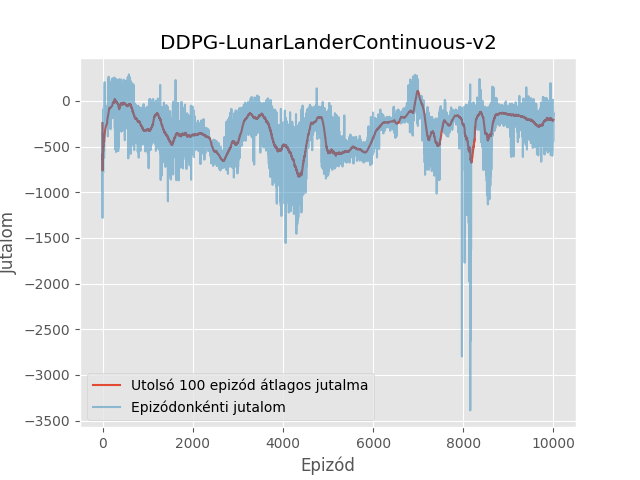 DDPG-LunarLanderContinuous-v2
Jutalom
0
−500
−1000
−1500
−2000
−2500
−3000
−3500
Utolsó 100 epizód átlagos jutalma
Epizódonkénti jutalom
0 2000 4000 6000 8000 10000
Epizód